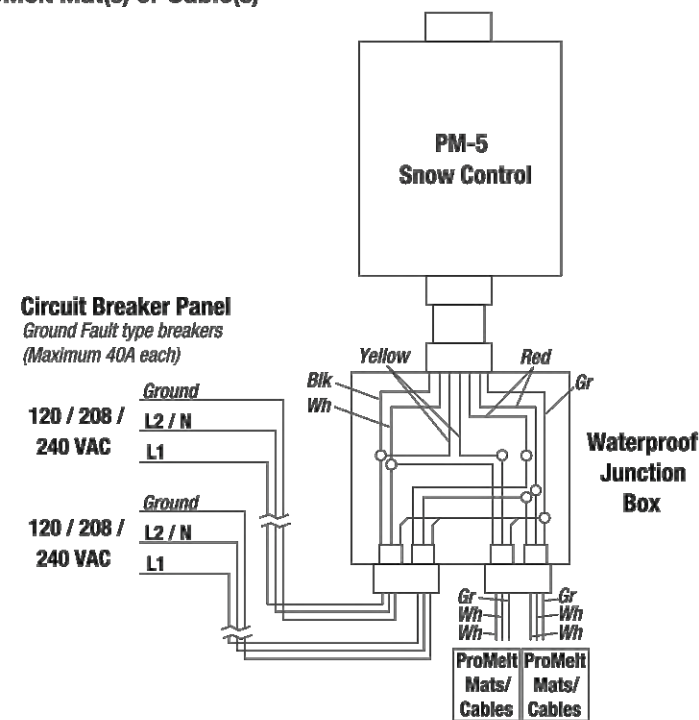 PM-5
Snow Control
Circuit Breaker Panel
Ground Fault type breakers
(Maximum 40A each)
Yellow
Red
Blk
Gr
Wh
120 / 208 /
240 VAC
Ground
L2 / N
L1
Waterproof
Junction
Box
120 / 208 /
240 VAC
Ground
L2 / N
L1
Gr
Wh
Wh
Gr
Wh
Wh
ProMelt
Mats/
Cables
ProMelt
Mats/
Cables